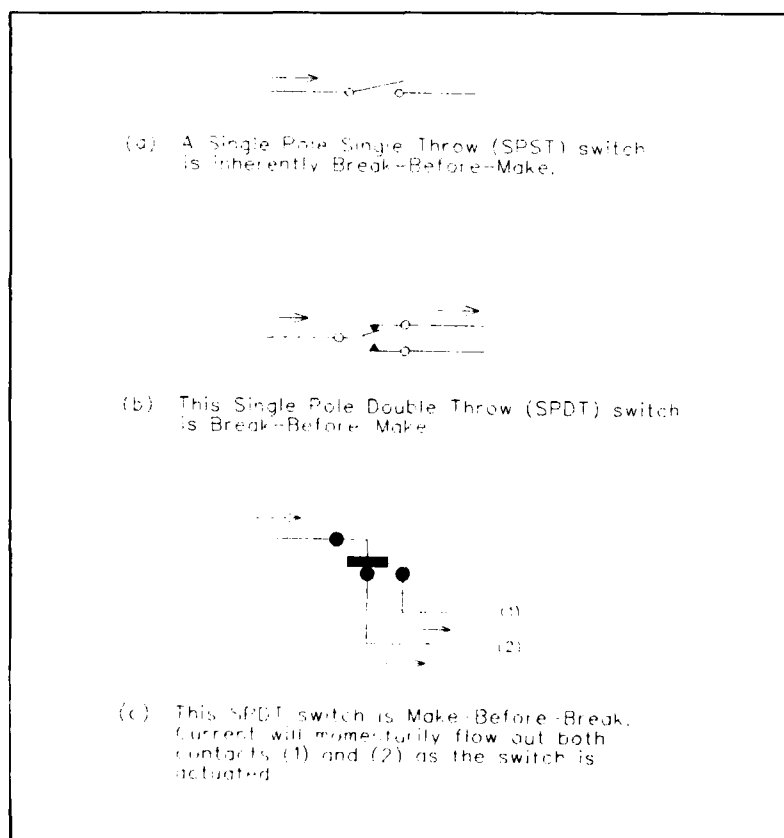 (a) A Single Pole Single Throw (SPST) switch
is inherently Break-Before-Make.
(b) This Single Pole Double Throw (SPDT) switch
is Break-Before Make
(1)
(2)
(c) This SPDT switch is Make-Before-Break.
Current will momentarily flow out both
contacts (1) and (2) as the switch is
actuated